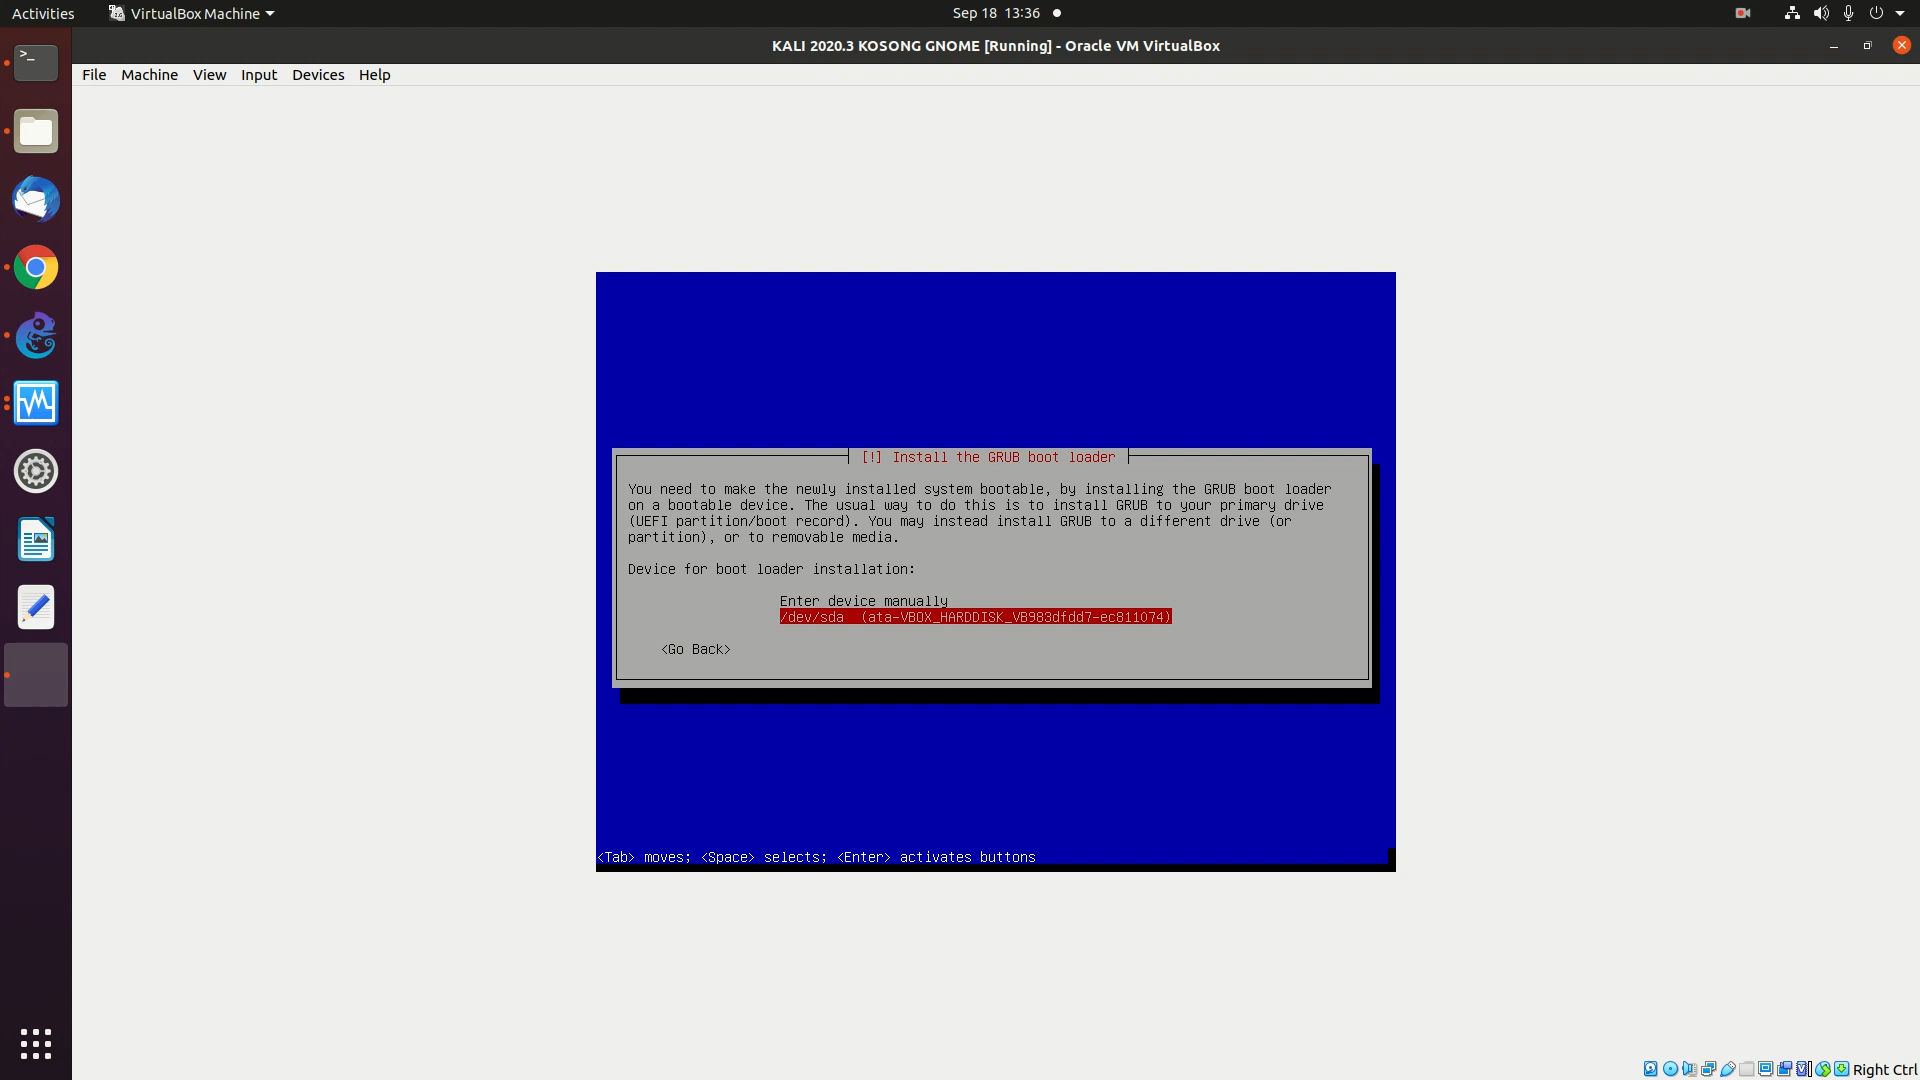 Activities
VirtualBox Machine
Sep 18 13:36
KALI 2020.3 KOSONG GNOME [Running] - Oracle VM VirtualBox
File Machine View Input Devices Help
[!] Install the GRUB boot loader
You need to make the newly installed system bootable, by installing the GRUB boot loader
on a bootable device. The usual way to do this is to install GRUB to your primary drive
(UEFI partition/boot record). You may instead install GRUB to a different drive (or
partition), or to removable media.
Device for boot loader installation:
Enter device manually
/dev/sda (ata-VBOX_HARDDISK_VB983dfdd7-ec811074)
<Go Back>
<Tab> moves; <Space> selects; <Enter> activates buttons
Right Ctrl